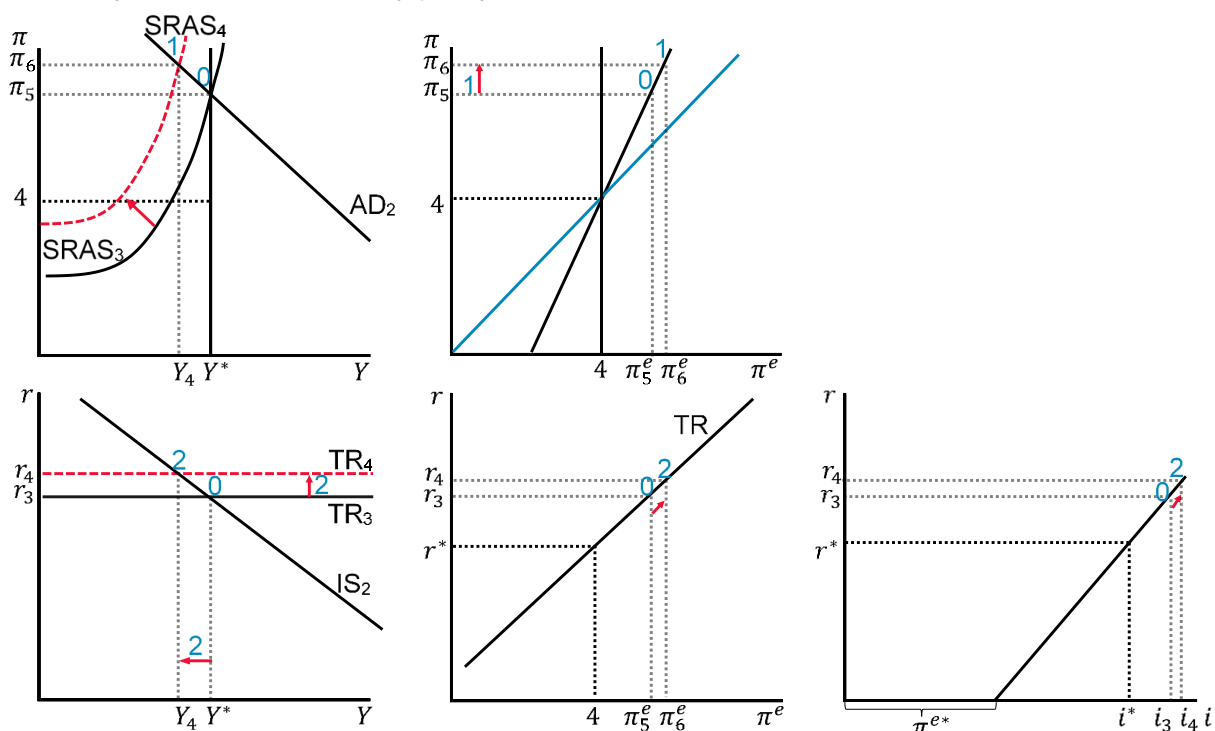 SRAS₄
π
π₆
1
0
π₅
4
AD₂
SRAS₃
Y₄ Y* Y
π
π₆
1
0
1
π₅
4
4 π₅ᵉ π₆ᵉ πᵉ
r
r₄
2
TR₄
r₃
0
2
TR₃
IS₂
2
Y₄ Y* Y
r
TR
r₄
2
r₃
0
r*
4 π₅ᵉ π₆ᵉ πᵉ
r
r₄
2
r₃
0
r*
πᵉ* i* i₃ i₄ i